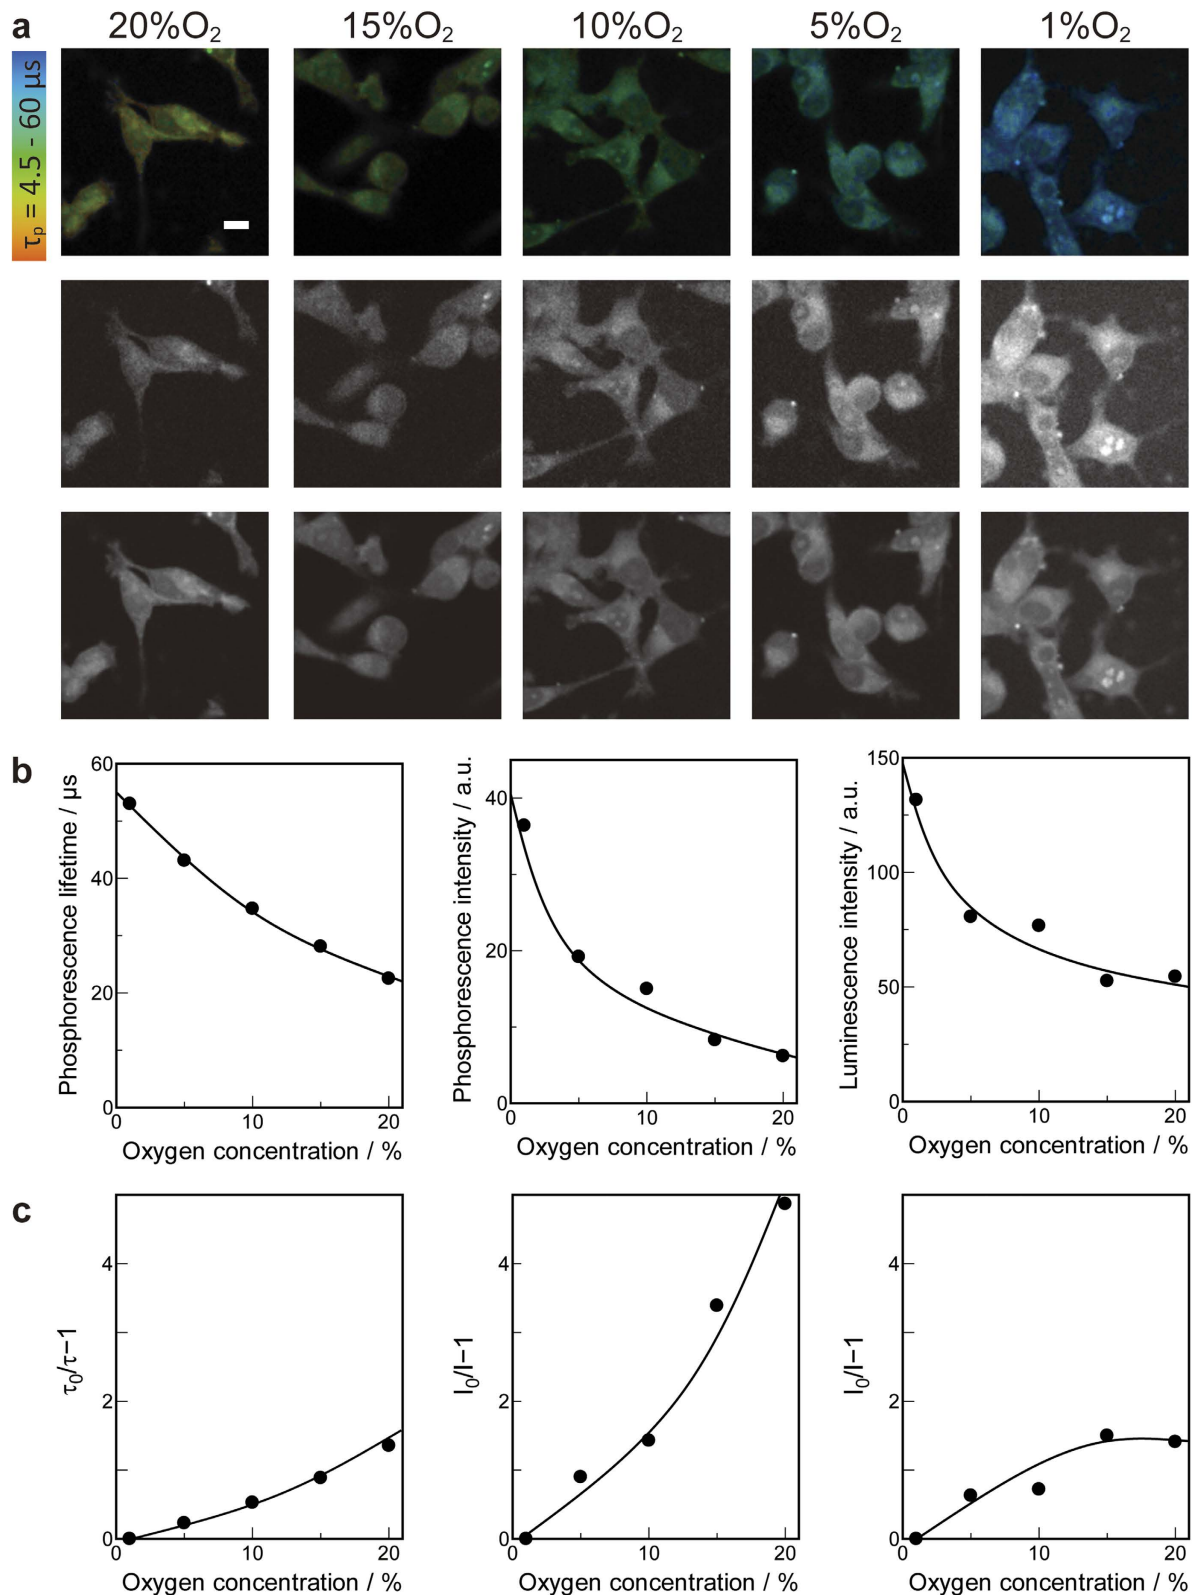 a
20%O₂ 15%O₂ 10%O₂ 5%O₂ 1%O₂
τₚ = 4.5 - 60 µs
b
60
40
20
0
0 10 20
Phosphorescence lifetime / µs
Oxygen concentration / %
40
20
0
0 10 20
Phosphorescence intensity / a.u.
Oxygen concentration / %
150
100
50
0
0 10 20
Luminescence intensity / a.u.
Oxygen concentration / %
c
4
2
0
0 10 20
τ₀/τ−1
Oxygen concentration / %
4
2
0
0 10 20
I₀/I−1
Oxygen concentration / %
4
2
0
0 10 20
I₀/I−1
Oxygen concentration / %